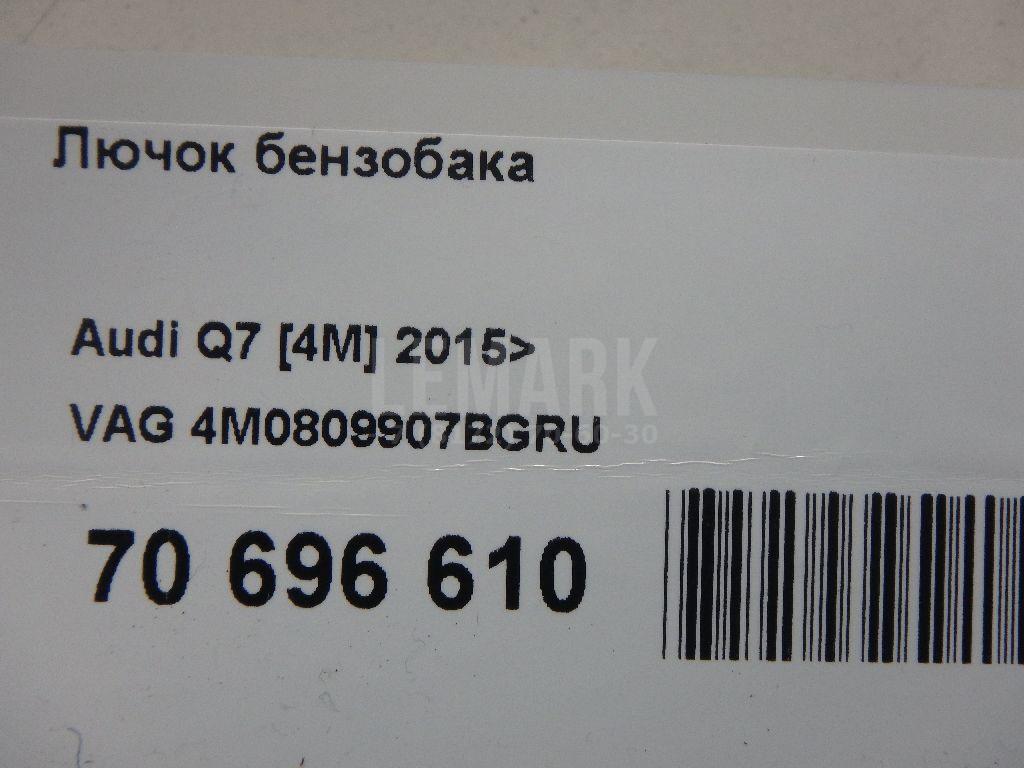 Лючок бензобака
Audi Q7 [4M] 2015>
LEMARK
VAG 4M0809907BGRU
70 696 610